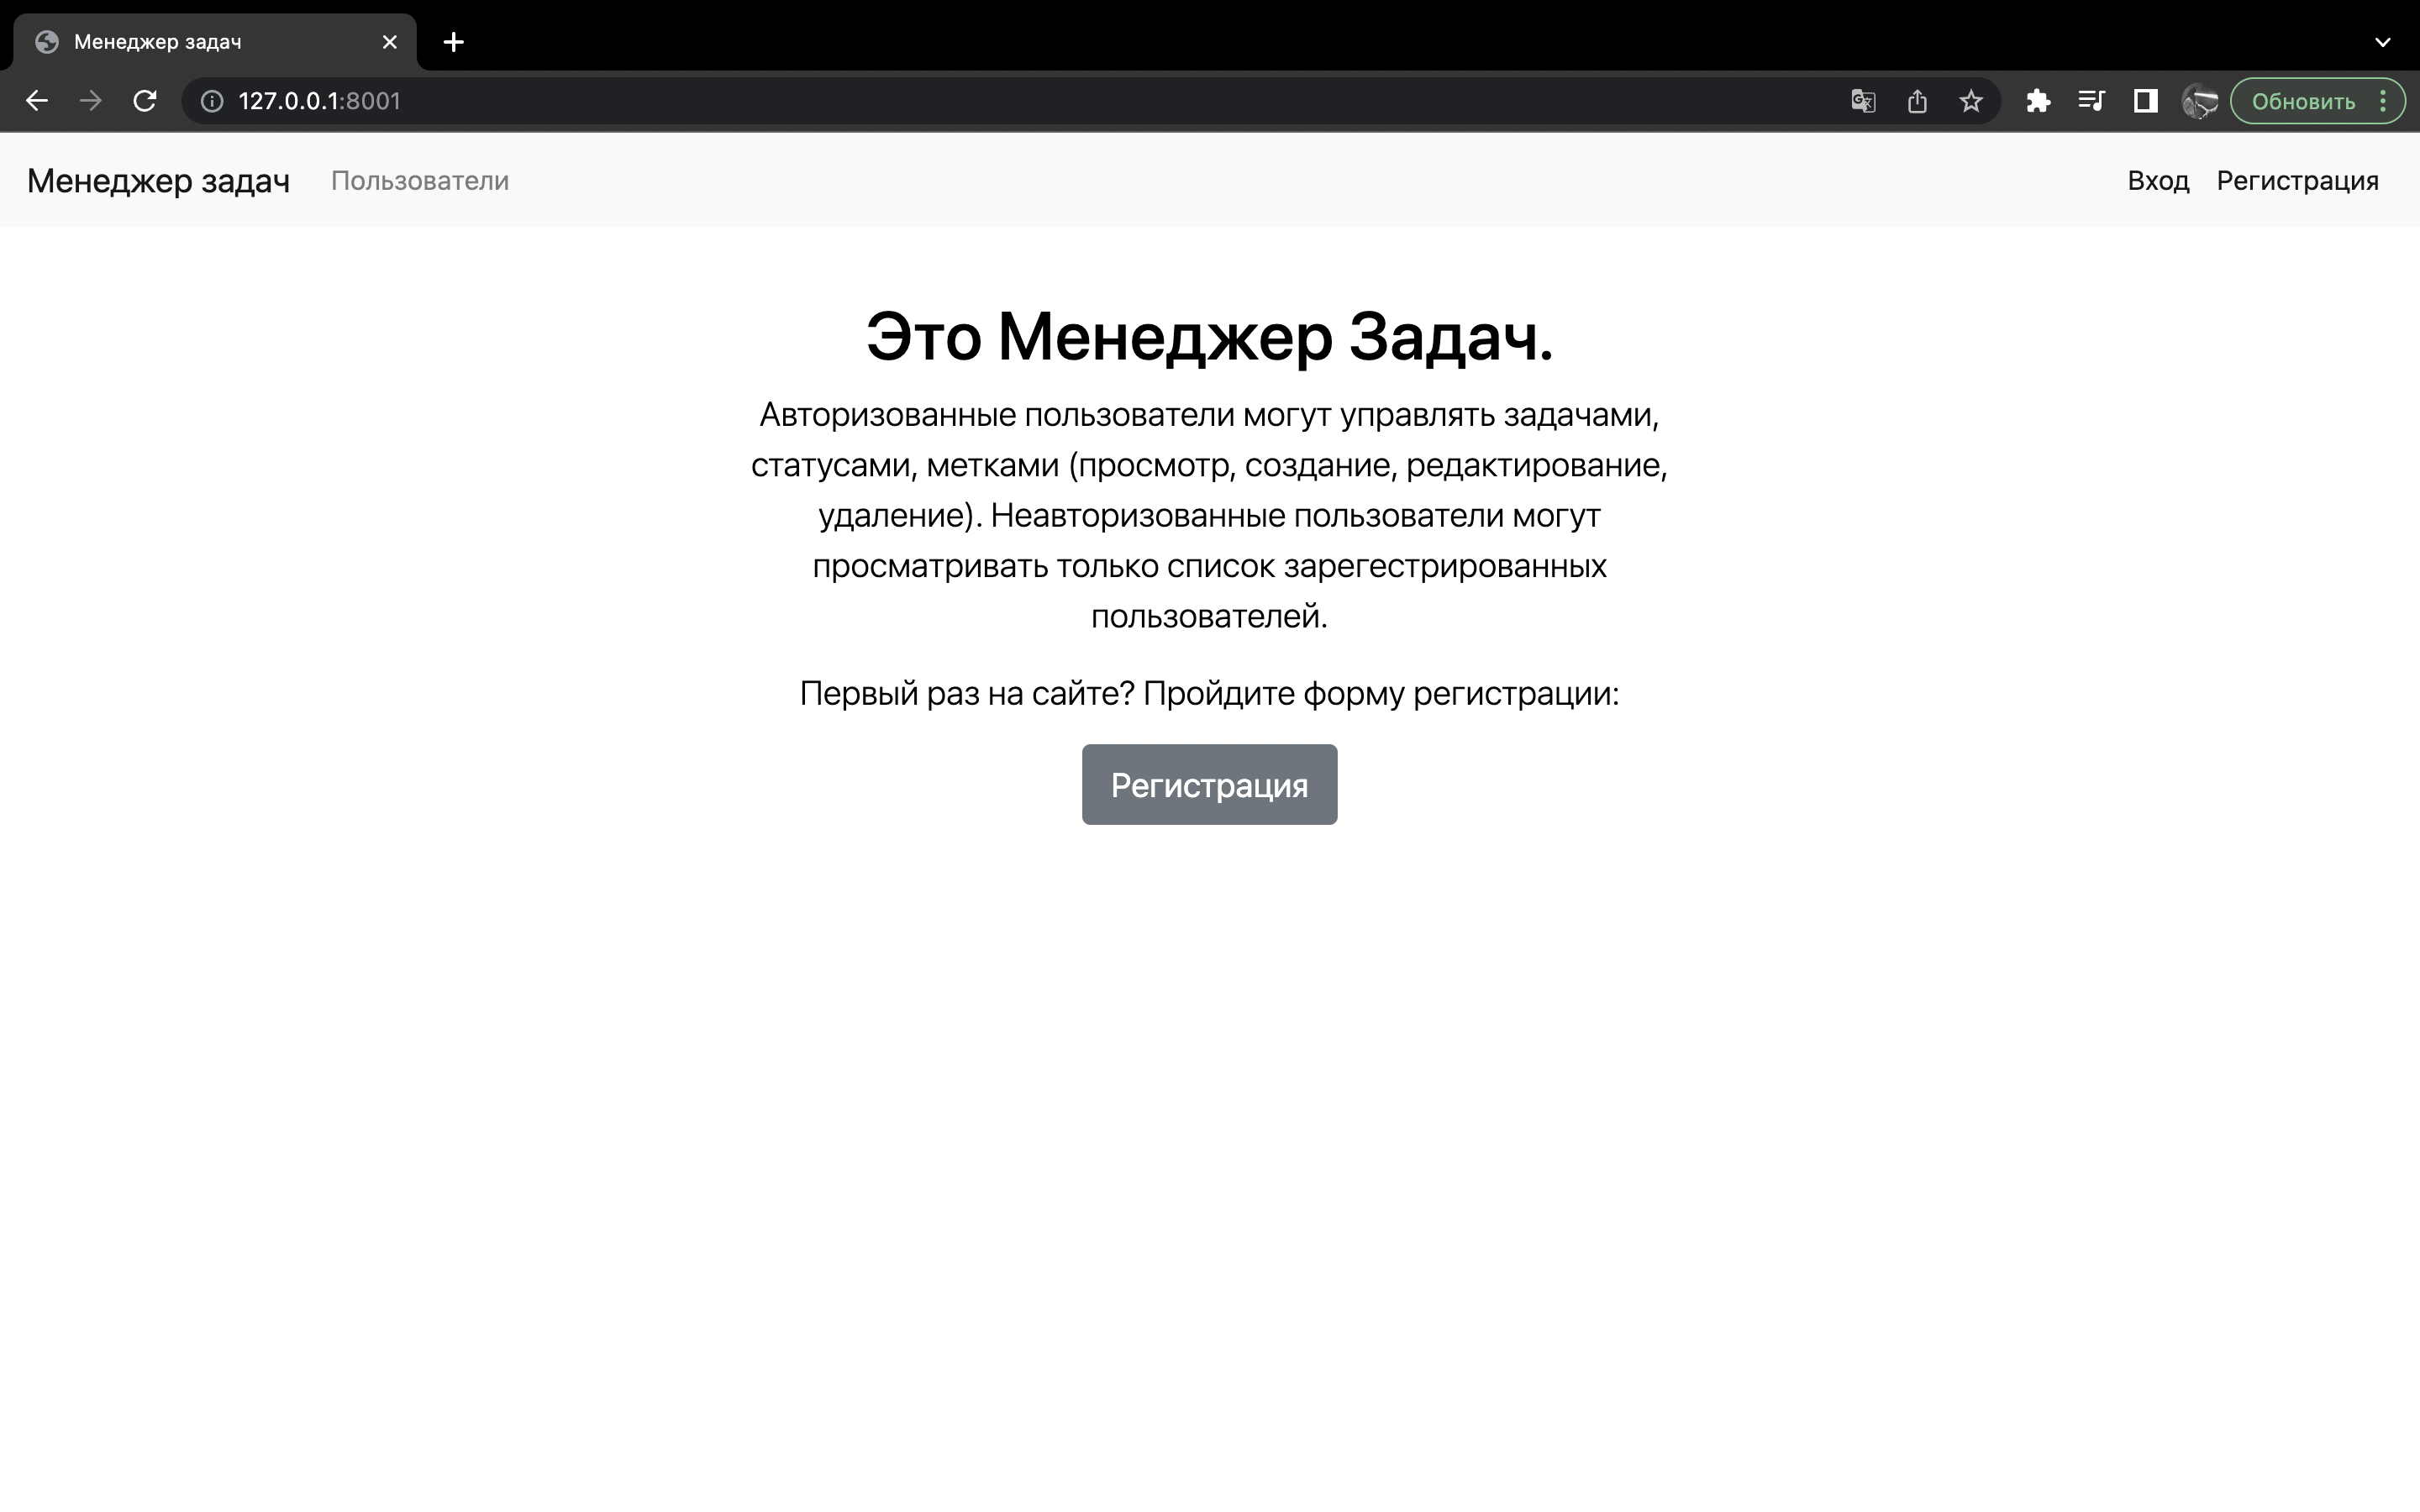 Менеджер задач
127.0.0.1:8001
Обновить
Менеджер задач Пользователи Вход Регистрация
Это Менеджер Задач.
Авторизованные пользователи могут управлять задачами,
статусами, метками (просмотр, создание, редактирование,
удаление). Неавторизованные пользователи могут
просматривать только список зарегестрированных
пользователей.
Первый раз на сайте? Пройдите форму регистрации:
Регистрация